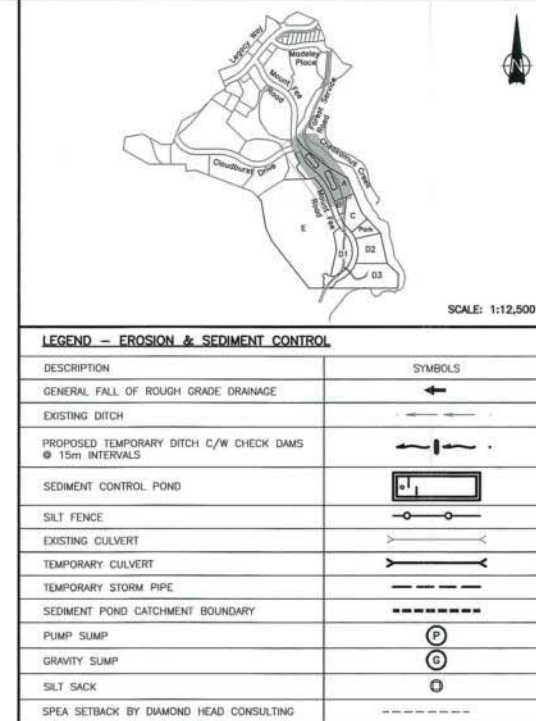 N
Legacy Way
Madeley
Place
Mount Fee
Road
Forest Service
Road
Cheakamus Creek
Cloudburst Drive
Mount Fee
Road
A
B
C
Park
E
D1
D2
D3
SCALE: 1:12,500
LEGEND – EROSION & SEDIMENT CONTROL
DESCRIPTION SYMBOLS
GENERAL FALL OF ROUGH GRADE DRAINAGE
EXISTING DITCH
PROPOSED TEMPORARY DITCH C/W CHECK DAMS
@ 15m INTERVALS
SEDIMENT CONTROL POND
SILT FENCE
EXISTING CULVERT
TEMPORARY CULVERT
TEMPORARY STORM PIPE
SEDIMENT POND CATCHMENT BOUNDARY
PUMP SUMP P
GRAVITY SUMP G
SILT SACK
SPEA SETBACK BY DIAMOND HEAD CONSULTING